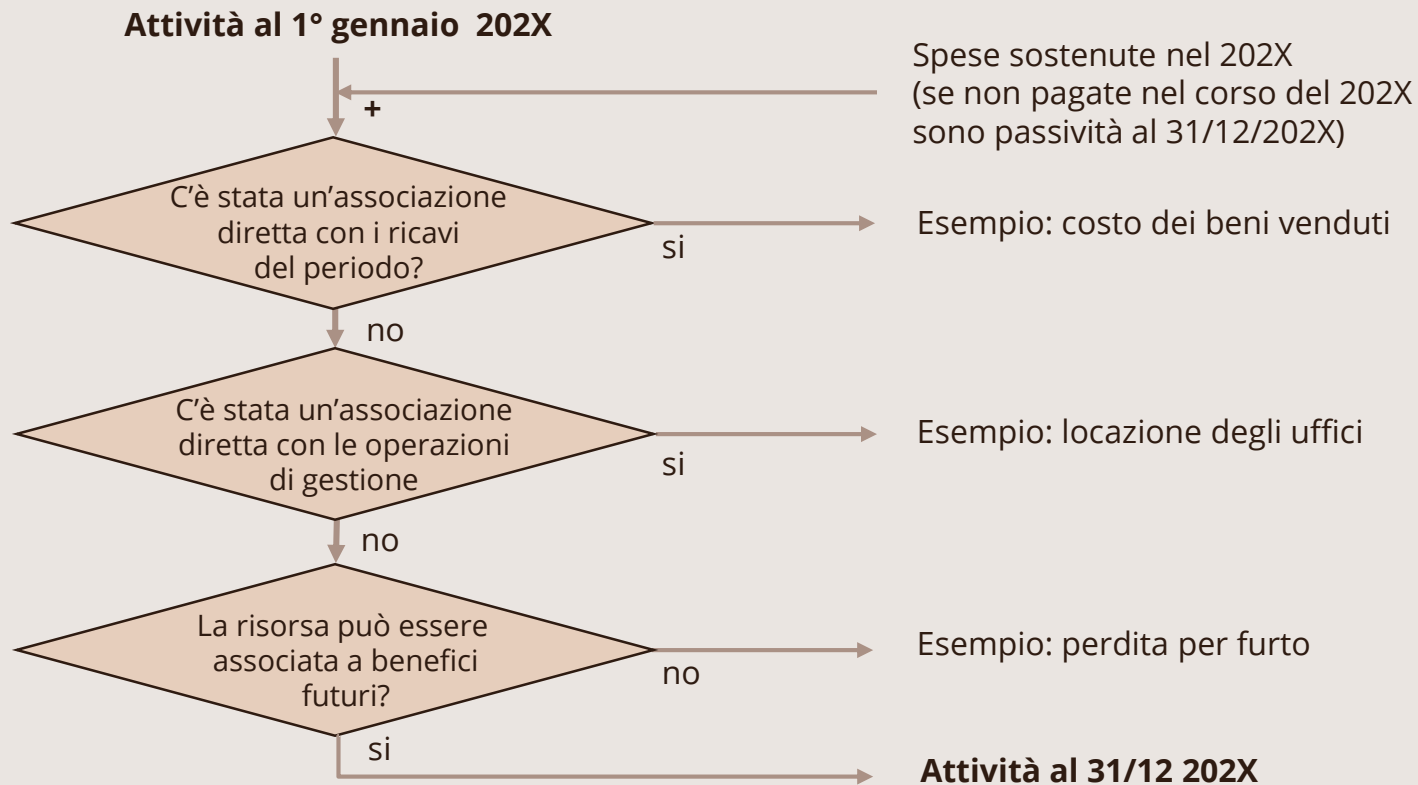 Attività al 1° gennaio 202X
Spese sostenute nel 202X
(se non pagate nel corso del 202X
sono passività al 31/12/202X)
+
C'è stata un'associazione
diretta con i ricavi
del periodo?
si
Esempio: costo dei beni venduti
no
C'è stata un'associazione
diretta con le operazioni
di gestione
si
Esempio: locazione degli uffici
no
La risorsa può essere
associata a benefici
futuri?
no
Esempio: perdita per furto
si
Attività al 31/12 202X